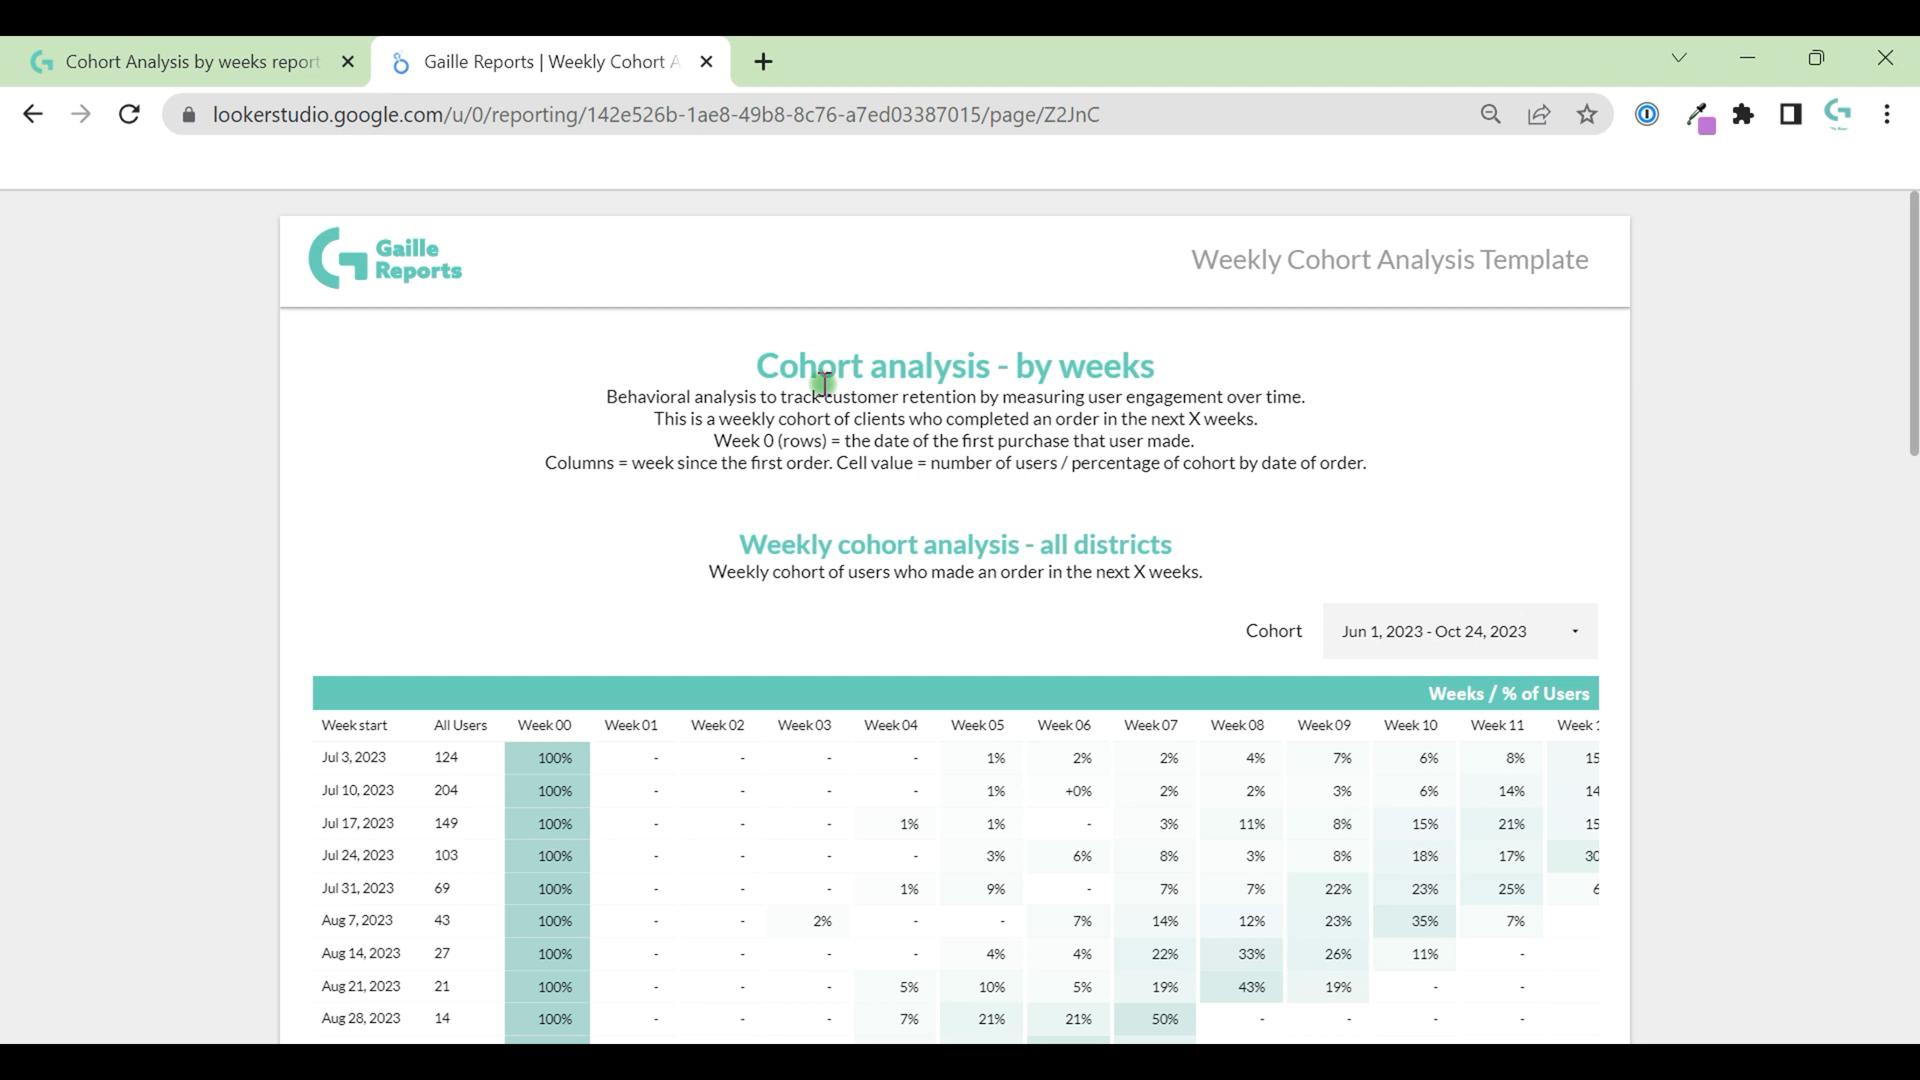 Cohort Analysis by weeks report
Gaille Reports | Weekly Cohort A
lookerstudio.google.com/u/0/reporting/142e526b-1ae8-49b8-8c76-a7ed03387015/page/Z2JnC
Gaille
Reports
Weekly Cohort Analysis Template
Cohort analysis - by weeks
Behavioral analysis to track customer retention by measuring user engagement over time.
This is a weekly cohort of clients who completed an order in the next X weeks.
Week 0 (rows) = the date of the first purchase that user made.
Columns = week since the first order. Cell value = number of users / percentage of cohort by date of order.
Weekly cohort analysis - all districts
Weekly cohort of users who made an order in the next X weeks.
Cohort Jun 1, 2023 - Oct 24, 2023
Weeks / % of Users
Week start All Users Week 00 Week 01 Week 02 Week 03 Week 04 Week 05 Week 06 Week 07 Week 08 Week 09 Week 10 Week 11 Week 1
Jul 3, 2023 124 100% - - - - 1% 2% 2% 4% 7% 6% 8% 15
Jul 10, 2023 204 100% - - - - 1% +0% 2% 2% 3% 6% 14% 14
Jul 17, 2023 149 100% - - - 1% 1% - 3% 11% 8% 15% 21% 15
Jul 24, 2023 103 100% - - - - 3% 6% 8% 3% 8% 18% 17% 30
Jul 31, 2023 69 100% - - - 1% 9% - 7% 7% 22% 23% 25% 6
Aug 7, 2023 43 100% - - 2% - - 7% 14% 12% 23% 35% 7%
Aug 14, 2023 27 100% - - - - 4% 4% 22% 33% 26% 11% -
Aug 21, 2023 21 100% - - - 5% 10% 5% 19% 43% 19% - -
Aug 28, 2023 14 100% - - - 7% 21% 21% 50% - - - -